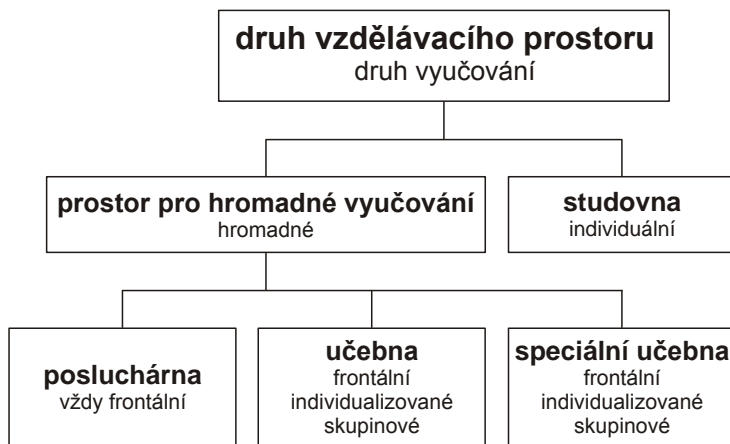 druh vzdělávacího prostoru
druh vyučování
prostor pro hromadné vyučování
hromadné
studovna
individuální
posluchárna
vždy frontální
učebna
frontální
individualizované
skupinové
speciální učebna
frontální
individualizované
skupinové